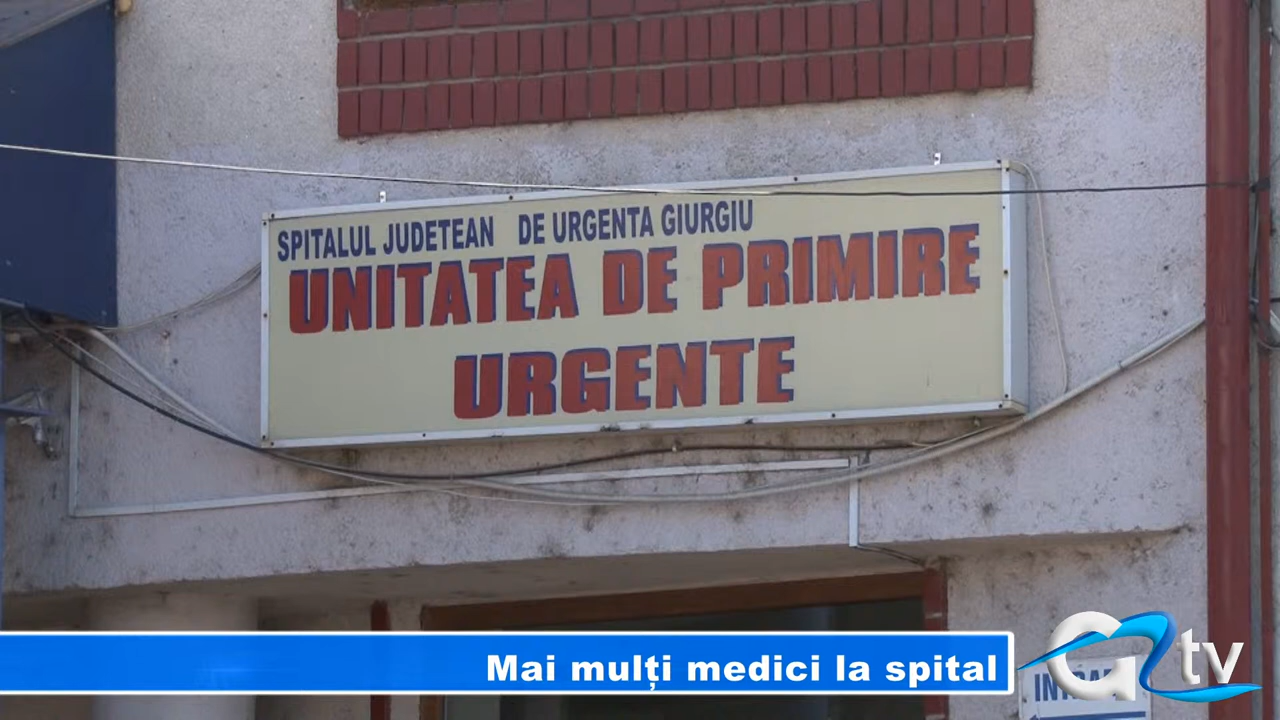 SPITALUL JUDETEAN DE URGENTA GIURGIU
UNITATEA DE PRIMIRE
URGENTE
Mai mulți medici la spital
tv